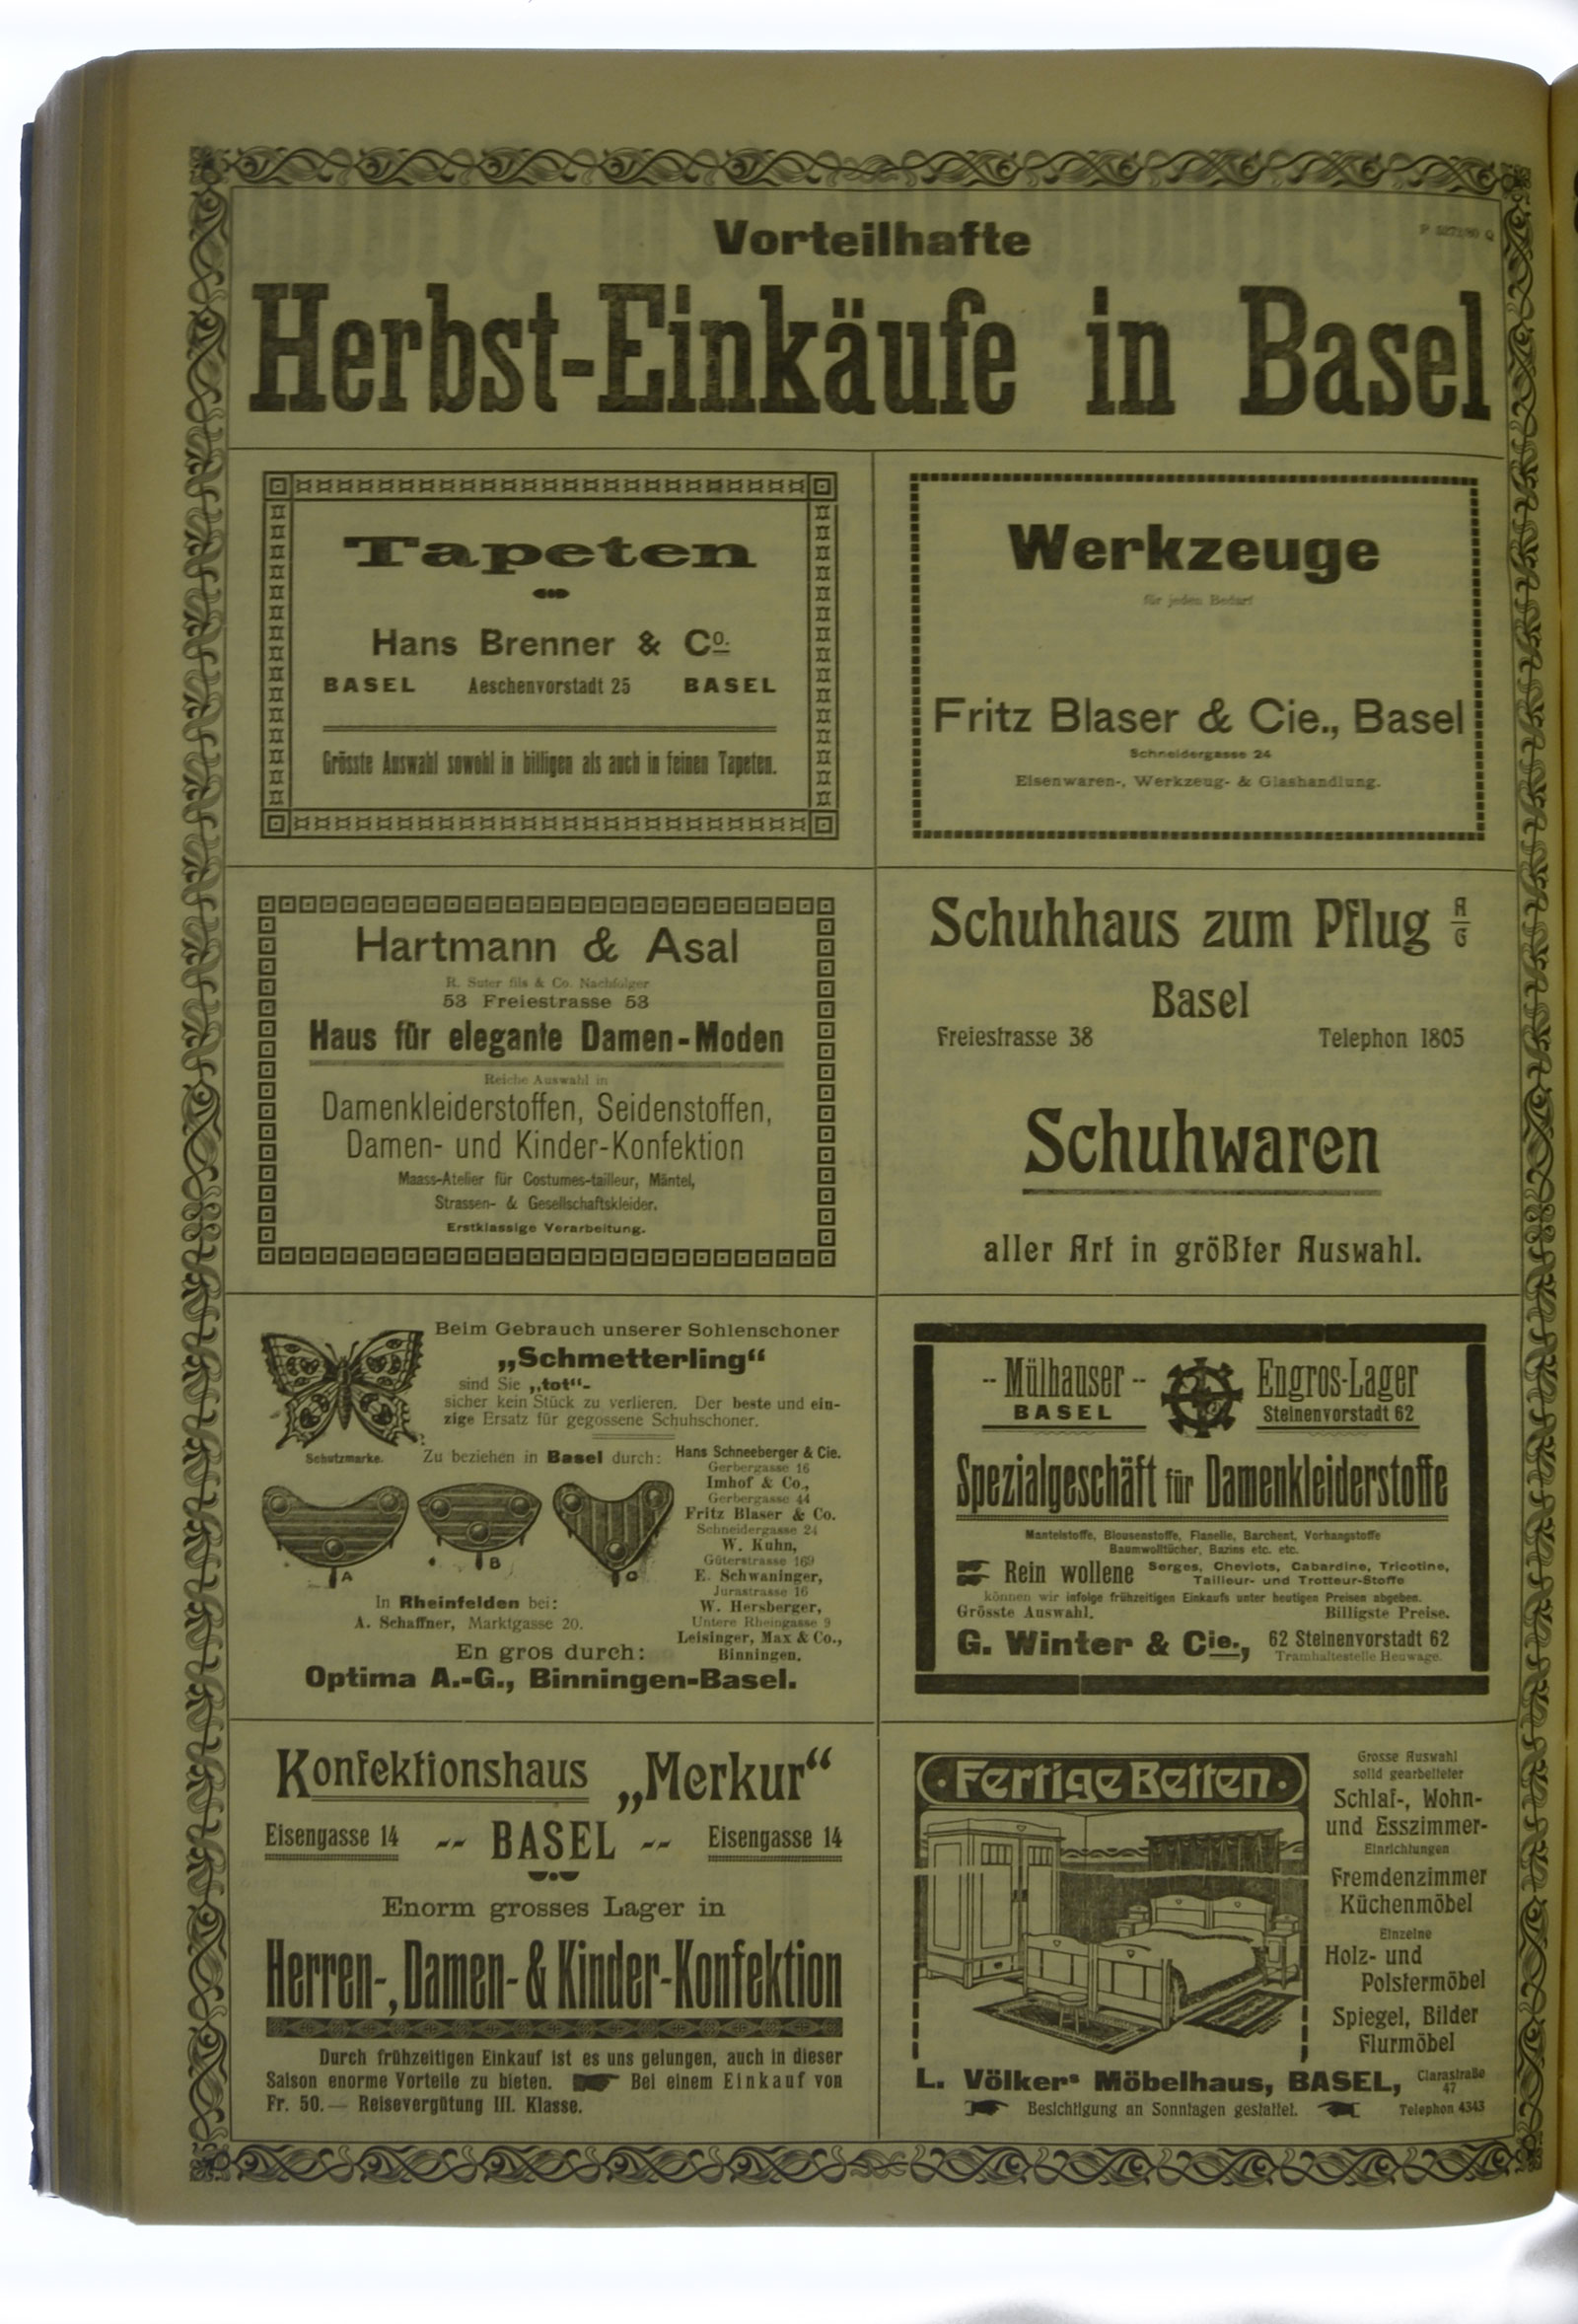 Vorteilhafte
Herbst-Einkäufe in Basel
Tapeten
Hans Brenner & Co.
BASEL Aeschenvorstadt 25 BASEL
Grösste Auswahl sowohl in billigen als auch in feinen Tapeten.
Werkzeuge
für jeden Bedarf
Fritz Blaser & Cie., Basel
Schneidergasse 24
Eisenwaren-, Werkzeug- & Glashandlung.
Hartmann & Asal
R. Suter fils & Co. Nachfolger
53 Freiestrasse 53
Haus für elegante Damen-Moden
Reiche Auswahl in
Damenkleiderstoffen, Seidenstoffen,
Damen- und Kinder-Konfektion
Maass-Atelier für Costumes-tailleur, Mäntel,
Strassen- & Gesellschaftskleider.
Erstklassige Verarbeitung.
Schuhhaus zum Pflug A G
Basel
Freiestrasse 38 Telephon 1805
Schuhwaren
aller Art in größter Auswahl.
Beim Gebrauch unserer Sohlenschoner
„Schmetterling“
sind Sie „tot“-
sicher kein Stück zu verlieren. Der beste und ein-
zige Ersatz für gegossene Schuhschoner.
Schutzmarke.
Zu beziehen in Basel durch:
Hans Schneeberger & Cie.
Gerbergasse 16
Imhof & Co.,
Gerbergasse 44
Fritz Blaser & Co.
Schneidergasse 24
W. Kuhn,
Güterstrasse 169
E. Schwaninger,
Jurastrasse 16
W. Hersberger,
Untere Rheingasse 9
Leisinger, Max & Co.,
Binningen.
A B C
In Rheinfelden bei:
A. Schaffner, Marktgasse 20.
En gros durch:
Optima A.-G., Binningen-Basel.
-- Mülhauser -- Engros-Lager
BASEL Steinenvorstadt 62
Spezialgeschäft für Damenkleiderstoffe
Mantelstoffe, Blousenstoffe, Flanelle, Barchent, Vorhangstoffe
Baumwolltücher, Bazins etc. etc.
Rein wollene Serges, Cheviots, Gabardine, Tricotine,
Tailleur- und Trotteur-Stoffe
können wir infolge frühzeitigen Einkaufs unter heutigen Preisen abgeben.
Grösste Auswahl. Billigste Preise.
G. Winter & Cie., 62 Steinenvorstadt 62
Tramhaltestelle Heuwage.
Konfektionshaus „Merkur“
Eisengasse 14 -- BASEL -- Eisengasse 14
Enorm grosses Lager in
Herren-, Damen- & Kinder-Konfektion
Durch frühzeitigen Einkauf ist es uns gelungen, auch in dieser
Saison enorme Vorteile zu bieten. Bei einem Einkauf von
Fr. 50.— Reisevergütung III. Klasse.
Fertige Betten
Grosse Auswahl
solid gearbeiteter
Schlaf-, Wohn-
und Esszimmer-
Einrichtungen
Fremdenzimmer
Küchenmöbel
Einzelne
Holz- und
Polstermöbel
Spiegel, Bilder
Flurmöbel
L. Völkers Möbelhaus, BASEL, Clarastraße 47
Besichtigung an Sonntagen gestattet. Telephon 4343